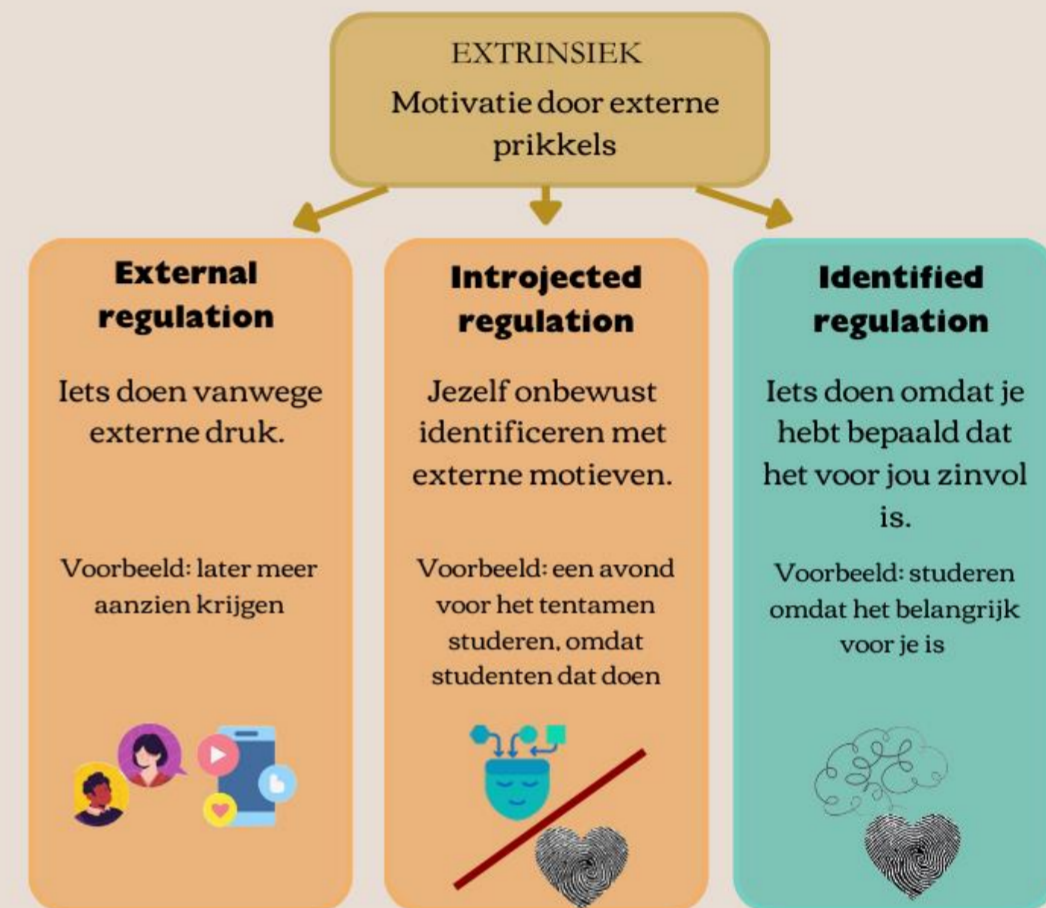 EXTRINSIEK
Motivatie door externe
prikkels
External
regulation
Iets doen vanwege
externe druk.
Voorbeeld: later meer
aanzien krijgen
Introjected
regulation
Jezelf onbewust
identificeren met
externe motieven.
Voorbeeld: een avond
voor het tentamen
studeren, omdat
studenten dat doen
Identified
regulation
Iets doen omdat je
hebt bepaald dat
het voor jou zinvol
is.
Voorbeeld: studeren
omdat het belangrijk
voor je is